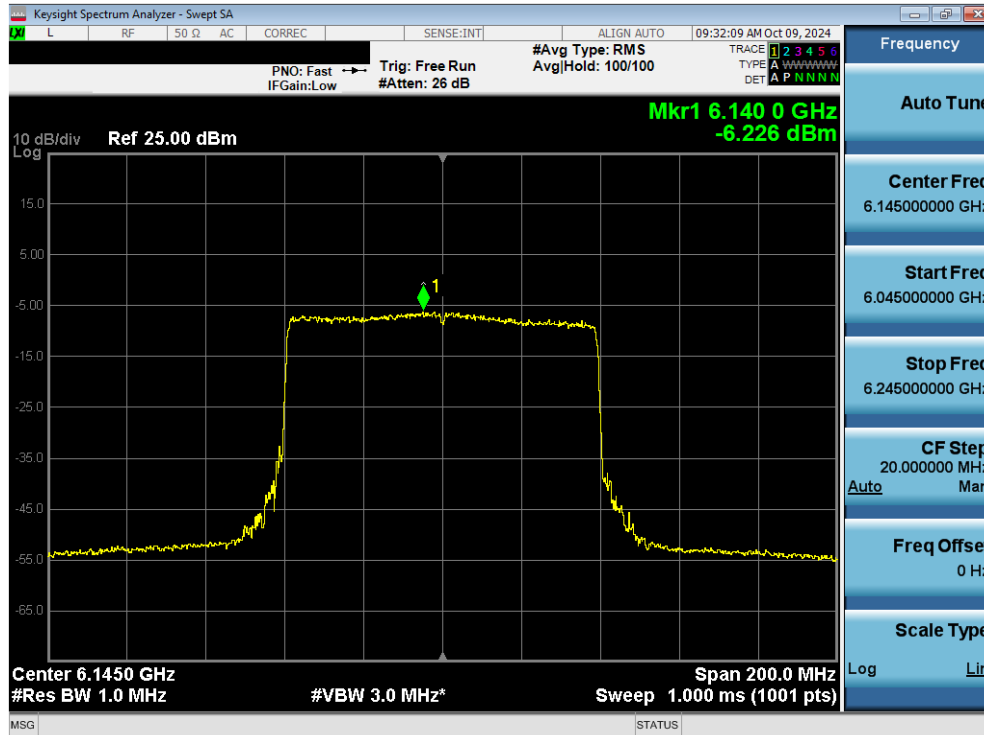 Keysight Spectrum Analyzer - Swept SA
LXI L RF 50 Ω AC CORREC SENSE:INT ALIGN AUTO 09:32:09 AM Oct 09, 2024
PNO: Fast
IFGain:Low
Trig: Free Run
#Atten: 26 dB
#Avg Type: RMS
Avg|Hold: 100/100
TRACE 1 2 3 4 5 6
TYPE A WWWWW
DET A P N N N N
Mkr1 6.140 0 GHz
-6.226 dBm
10 dB/div
Log
Ref 25.00 dBm
15.0
5.00
-5.00
-15.0
-25.0
-35.0
-45.0
-55.0
-65.0
1
Center 6.1450 GHz
#Res BW 1.0 MHz
#VBW 3.0 MHz*
Span 200.0 MHz
Sweep 1.000 ms (1001 pts)
MSG
STATUS
Frequency
Auto Tune
Center Freq
6.145000000 GHz
Start Freq
6.045000000 GHz
Stop Freq
6.245000000 GHz
CF Step
20.000000 MHz
Auto Man
Freq Offset
0 Hz
Scale Type
Log Lin